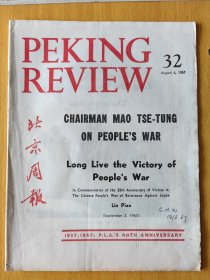 PEKING
REVIEW
32
August 4, 1967
北京周報
CHAIRMAN MAO TSE-TUNG
ON PEOPLE'S WAR
Long Live the Victory of
People's War
In Commemoration of the 20th Anniversary of Victory in
The Chinese People's War of Resistance Against Japan
Lin Piao
(September 3, 1965)
1927-1967: P.L.A.'S 40TH ANNIVERSARY